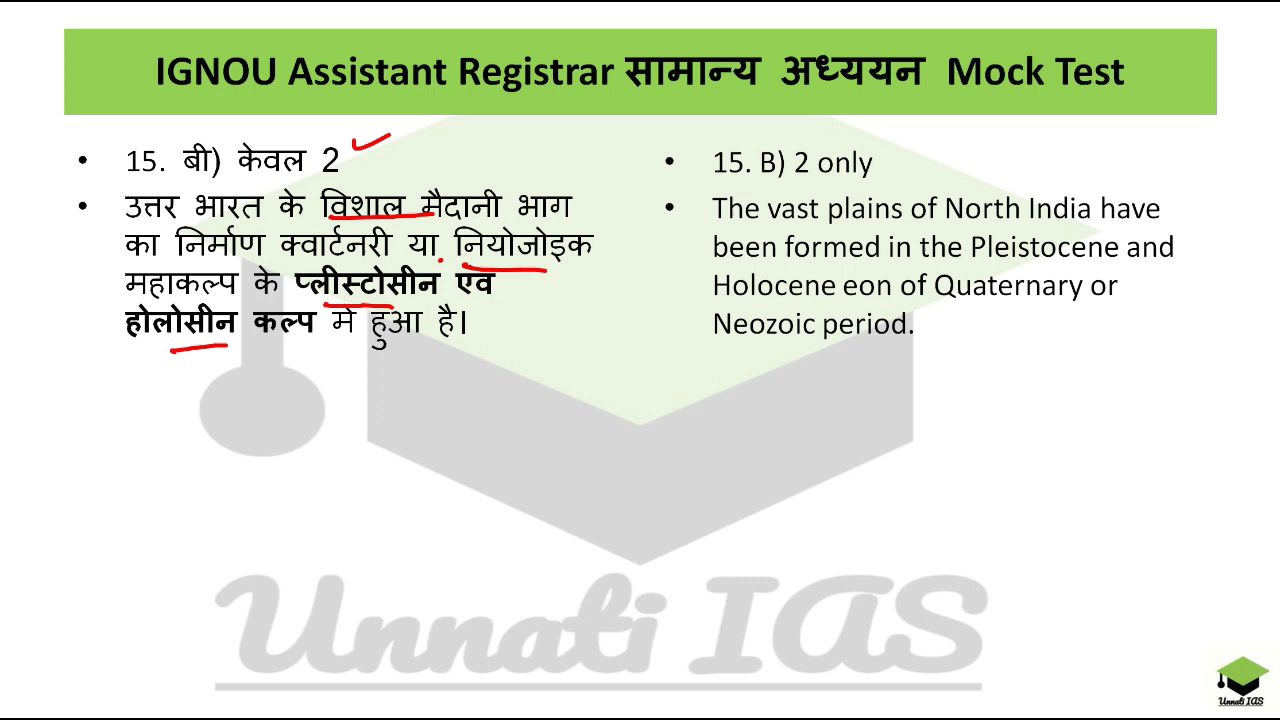 IGNOU Assistant Registrar सामान्य अध्ययन Mock Test
• 15. बी) केवल 2
• उत्तर भारत के विशाल मैदानी भाग
का निर्माण क्वार्टनरी या नियोजोइक
महाकल्प के प्लीस्टोसीन एव
होलोसीन कल्प मे हुआ है।
• 15. B) 2 only
• The vast plains of North India have
been formed in the Pleistocene and
Holocene eon of Quaternary or
Neozoic period.
Unnati IAS
Unnati IAS